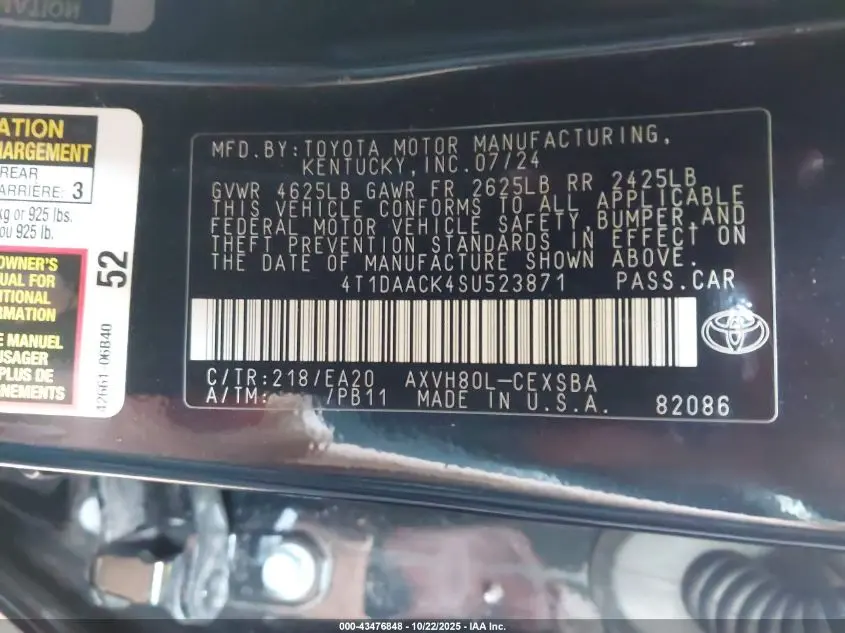 ATION
HARGEMENT
REAR
ARRIÈRE: 3
kg or 925 lbs.
ou 925 lb.
OWNER'S
UAL FOR
ITIONAL
ORMATION
E MANUEL
USAGER
PLUS DE
NEMENTS
52
42661-06B40
MFD.BY:TOYOTA MOTOR MANUFACTURING,
KENTUCKY,INC.07/24
GVWR 4625LB GAWR FR 2625LB RR 2425LB
THIS VEHICLE CONFORMS TO ALL APPLICABLE
FEDERAL MOTOR VEHICLE SAFETY,BUMPER,AND
THEFT PREVENTION STANDARDS IN EFFECT ON
THE DATE OF MANUFACTURE SHOWN ABOVE.
4T1DAACK4SU523871 PASS.CAR
C/TR:218/EA20 AXVH80L-CEXSBA
A/TM: /PB11 MADE IN U.S.A. 82086
000-43476848 - 10/22/2025 - IAA Inc.